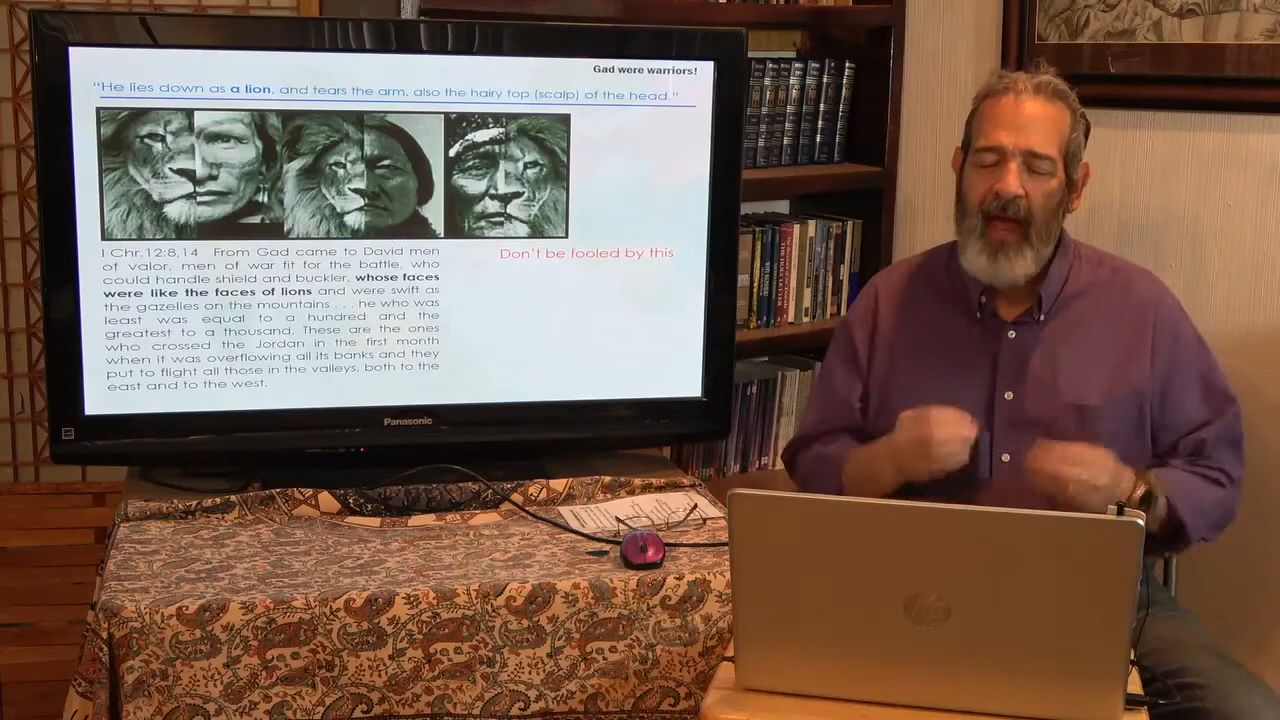 Gad were warriors!
“He lies down as a lion, and tears the arm, also the hairy top (scalp) of the head.”
I Chr.12:8,14 From Gad came to David men
of valor, men of war fit for the battle, who
could handle shield and buckler, whose faces
were like the faces of lions and were swift as
the gazelles on the mountains . . . he who was
least was equal to a hundred and the
greatest to a thousand. These are the ones
who crossed the Jordan in the first month
when it was overflowing all its banks and they
put to flight all those in the valleys, both to the
east and to the west.
Don't be fooled by this
Panasonic
hp